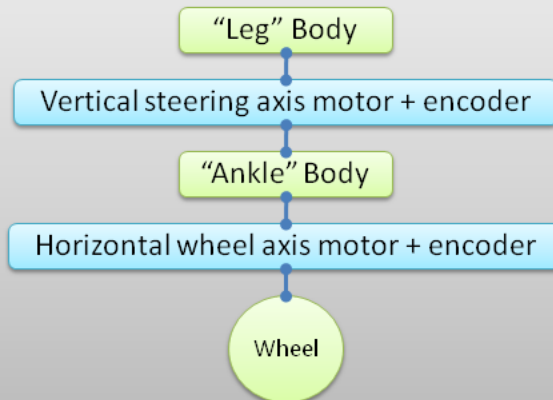 “Leg” Body
Vertical steering axis motor + encoder
“Ankle” Body
Horizontal wheel axis motor + encoder
Wheel